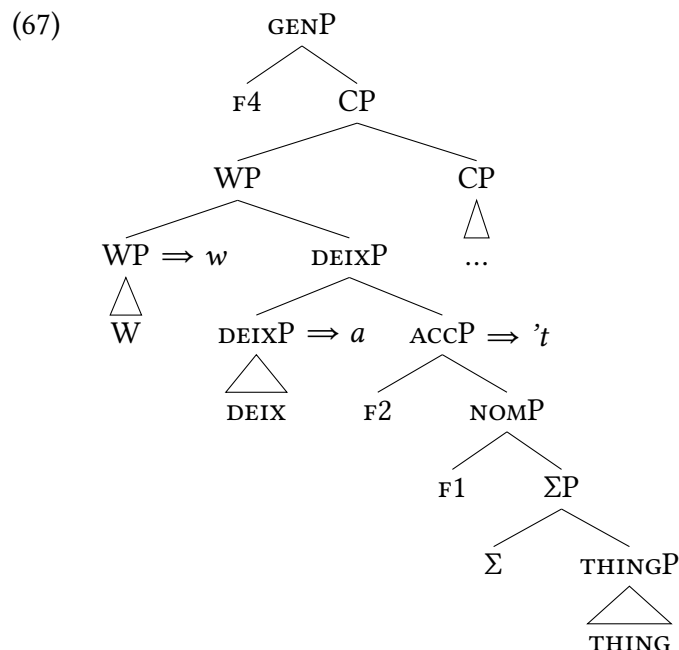 (67)
GENP
F4 CP
WP CP
WP ⇒ w DEIXP ...
W DEIXP ⇒ a ACCP ⇒ 't
DEIX F2 NOMP
F1 ΣP
Σ THINGP
THING